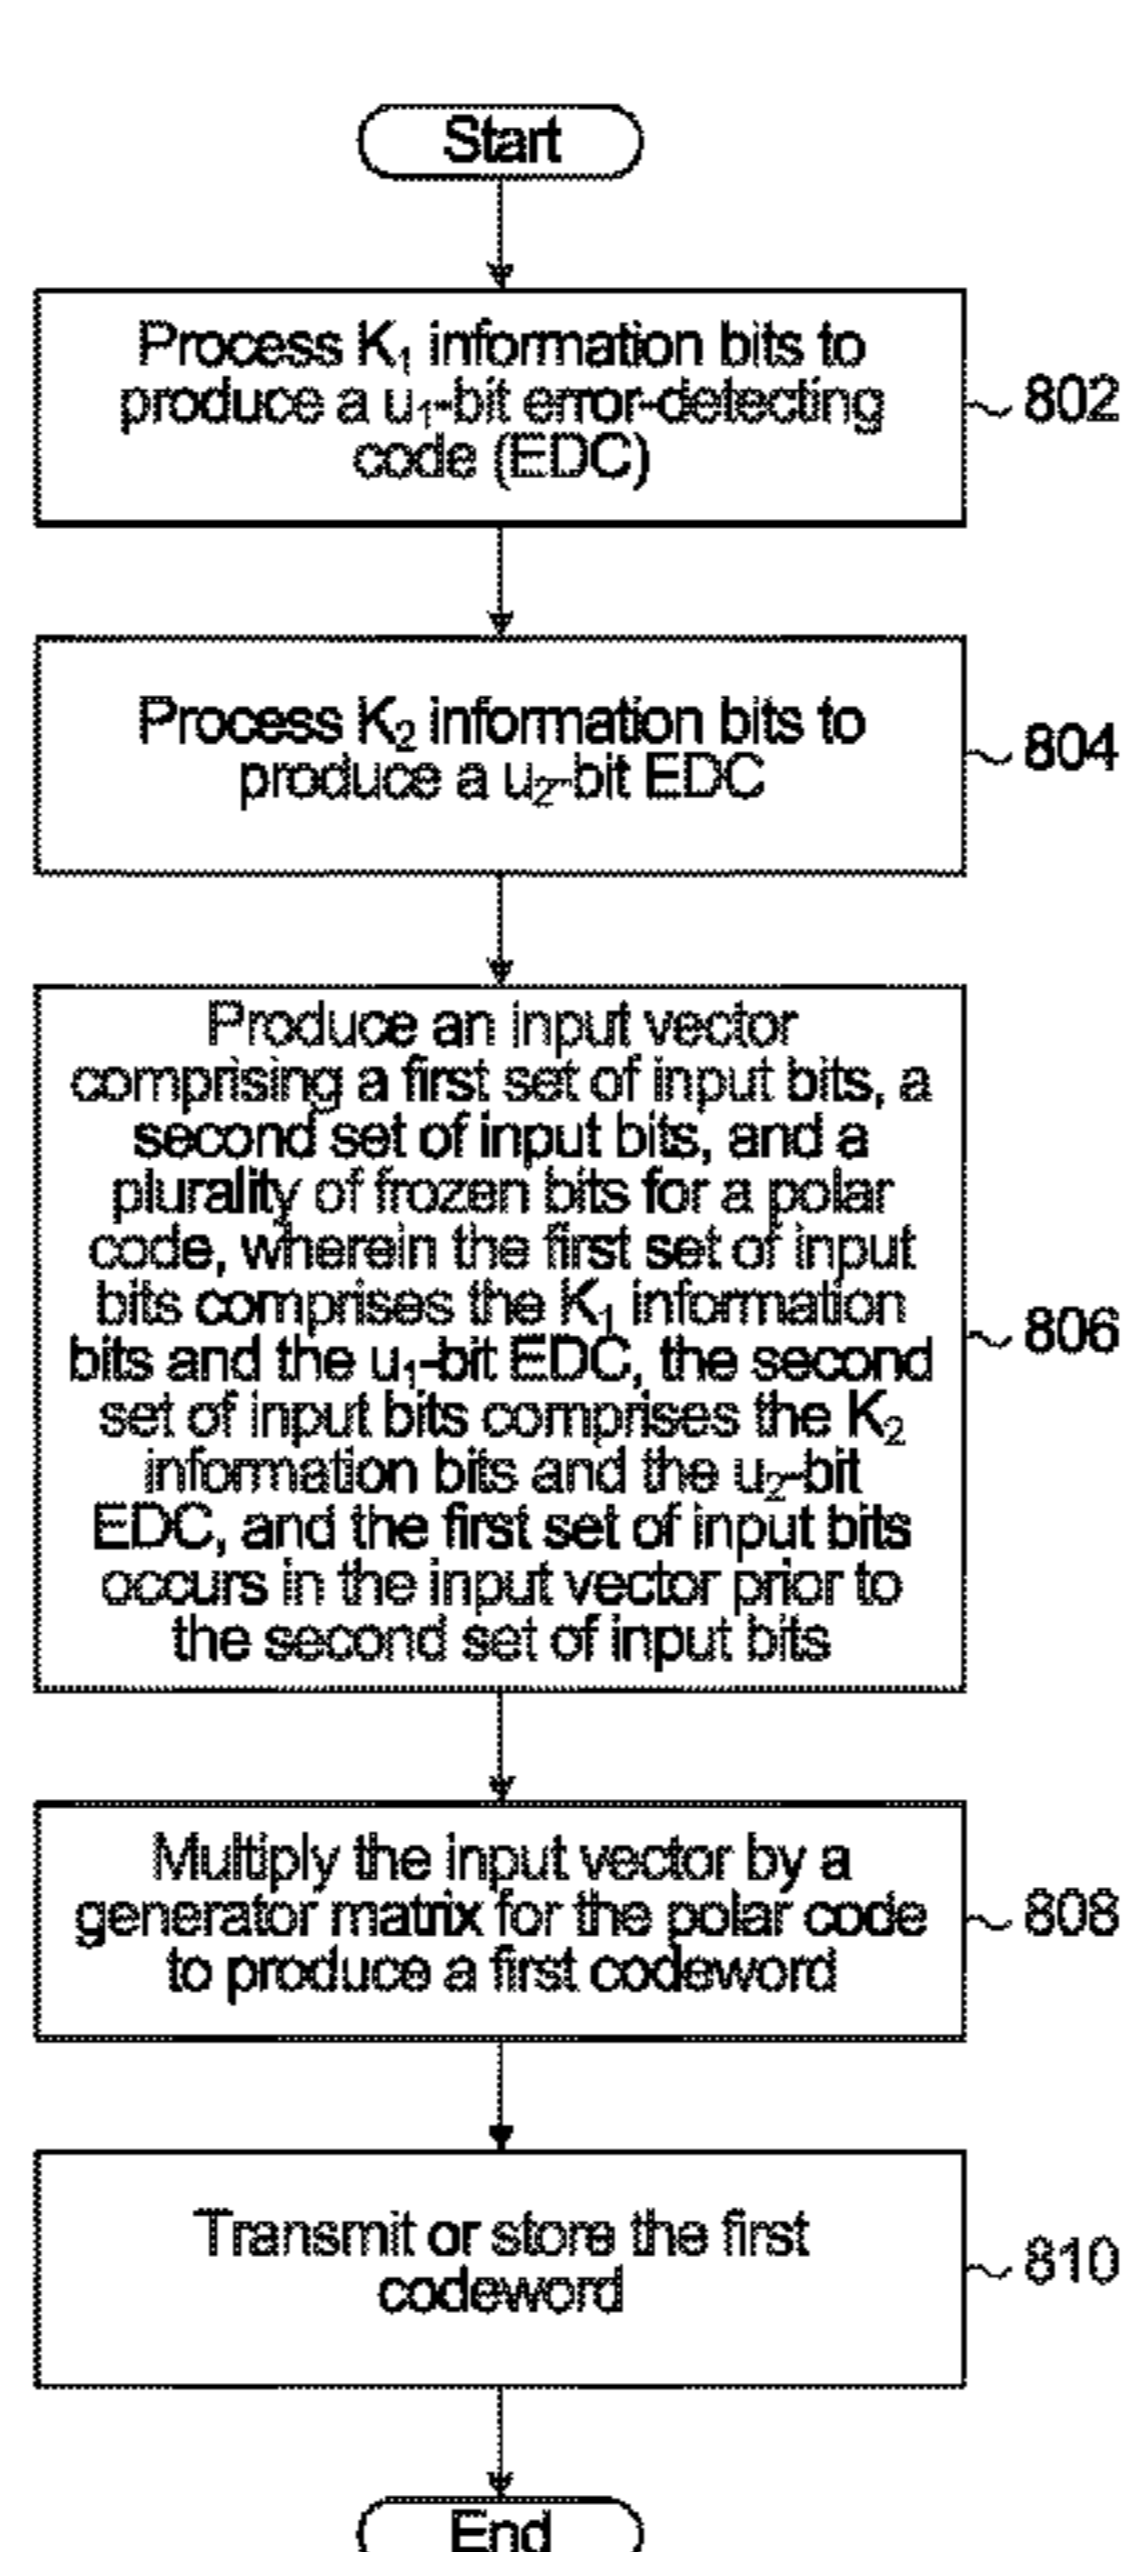 Start
Process K₁ information bits to
produce a u₁-bit error-detecting
code (EDC)
802
Process K₂ information bits to
produce a u₂-bit EDC
804
Produce an input vector
comprising a first set of input bits, a
second set of input bits, and a
plurality of frozen bits for a polar
code, wherein the first set of input
bits comprises the K₁ information
bits and the u₁-bit EDC, the second
set of input bits comprises the K₂
information bits and the u₂-bit
EDC, and the first set of input bits
occurs in the input vector prior to
the second set of input bits
806
Multiply the input vector by a
generator matrix for the polar code
to produce a first codeword
808
Transmit or store the first
codeword
810
End